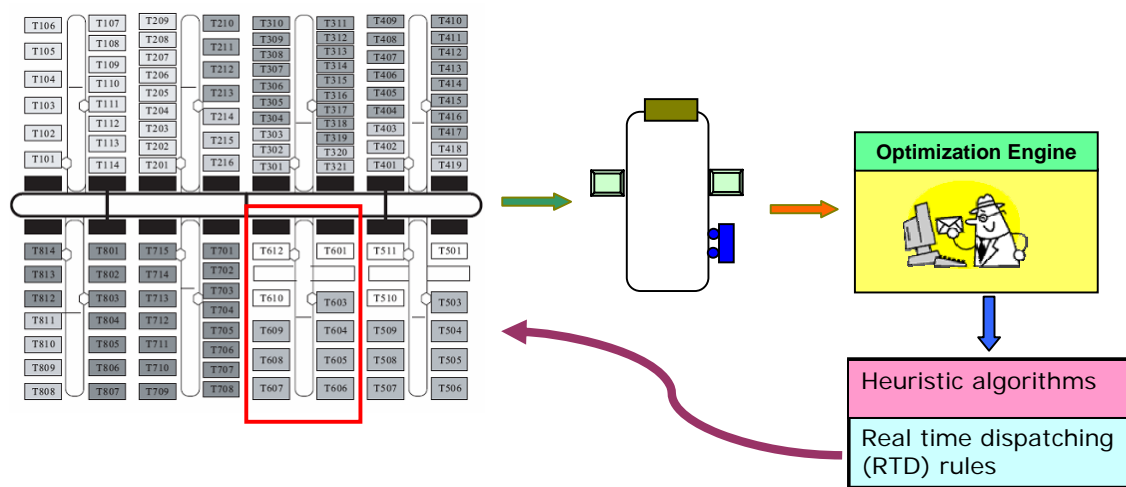 T106
T105
T104
T103
T102
T101
T107
T108
T109
T110
T111
T112
T113
T114
T209
T208
T207
T206
T205
T204
T203
T202
T201
T210
T211
T212
T213
T214
T215
T216
T310
T309
T308
T307
T306
T305
T304
T303
T302
T301
T311
T312
T313
T314
T315
T316
T317
T318
T319
T320
T321
T409
T408
T407
T406
T405
T404
T403
T402
T401
T410
T411
T412
T413
T414
T415
T416
T417
T418
T419
T814
T813
T812
T811
T810
T809
T808
T801
T802
T803
T804
T805
T806
T807
T715
T714
T713
T712
T711
T710
T709
T701
T702
T703
T704
T705
T706
T707
T708
T612
T610
T609
T608
T607
T601
T603
T604
T605
T606
T511
T510
T509
T508
T507
T501
T503
T504
T505
T506
Optimization Engine
Heuristic algorithms
Real time dispatching
(RTD) rules